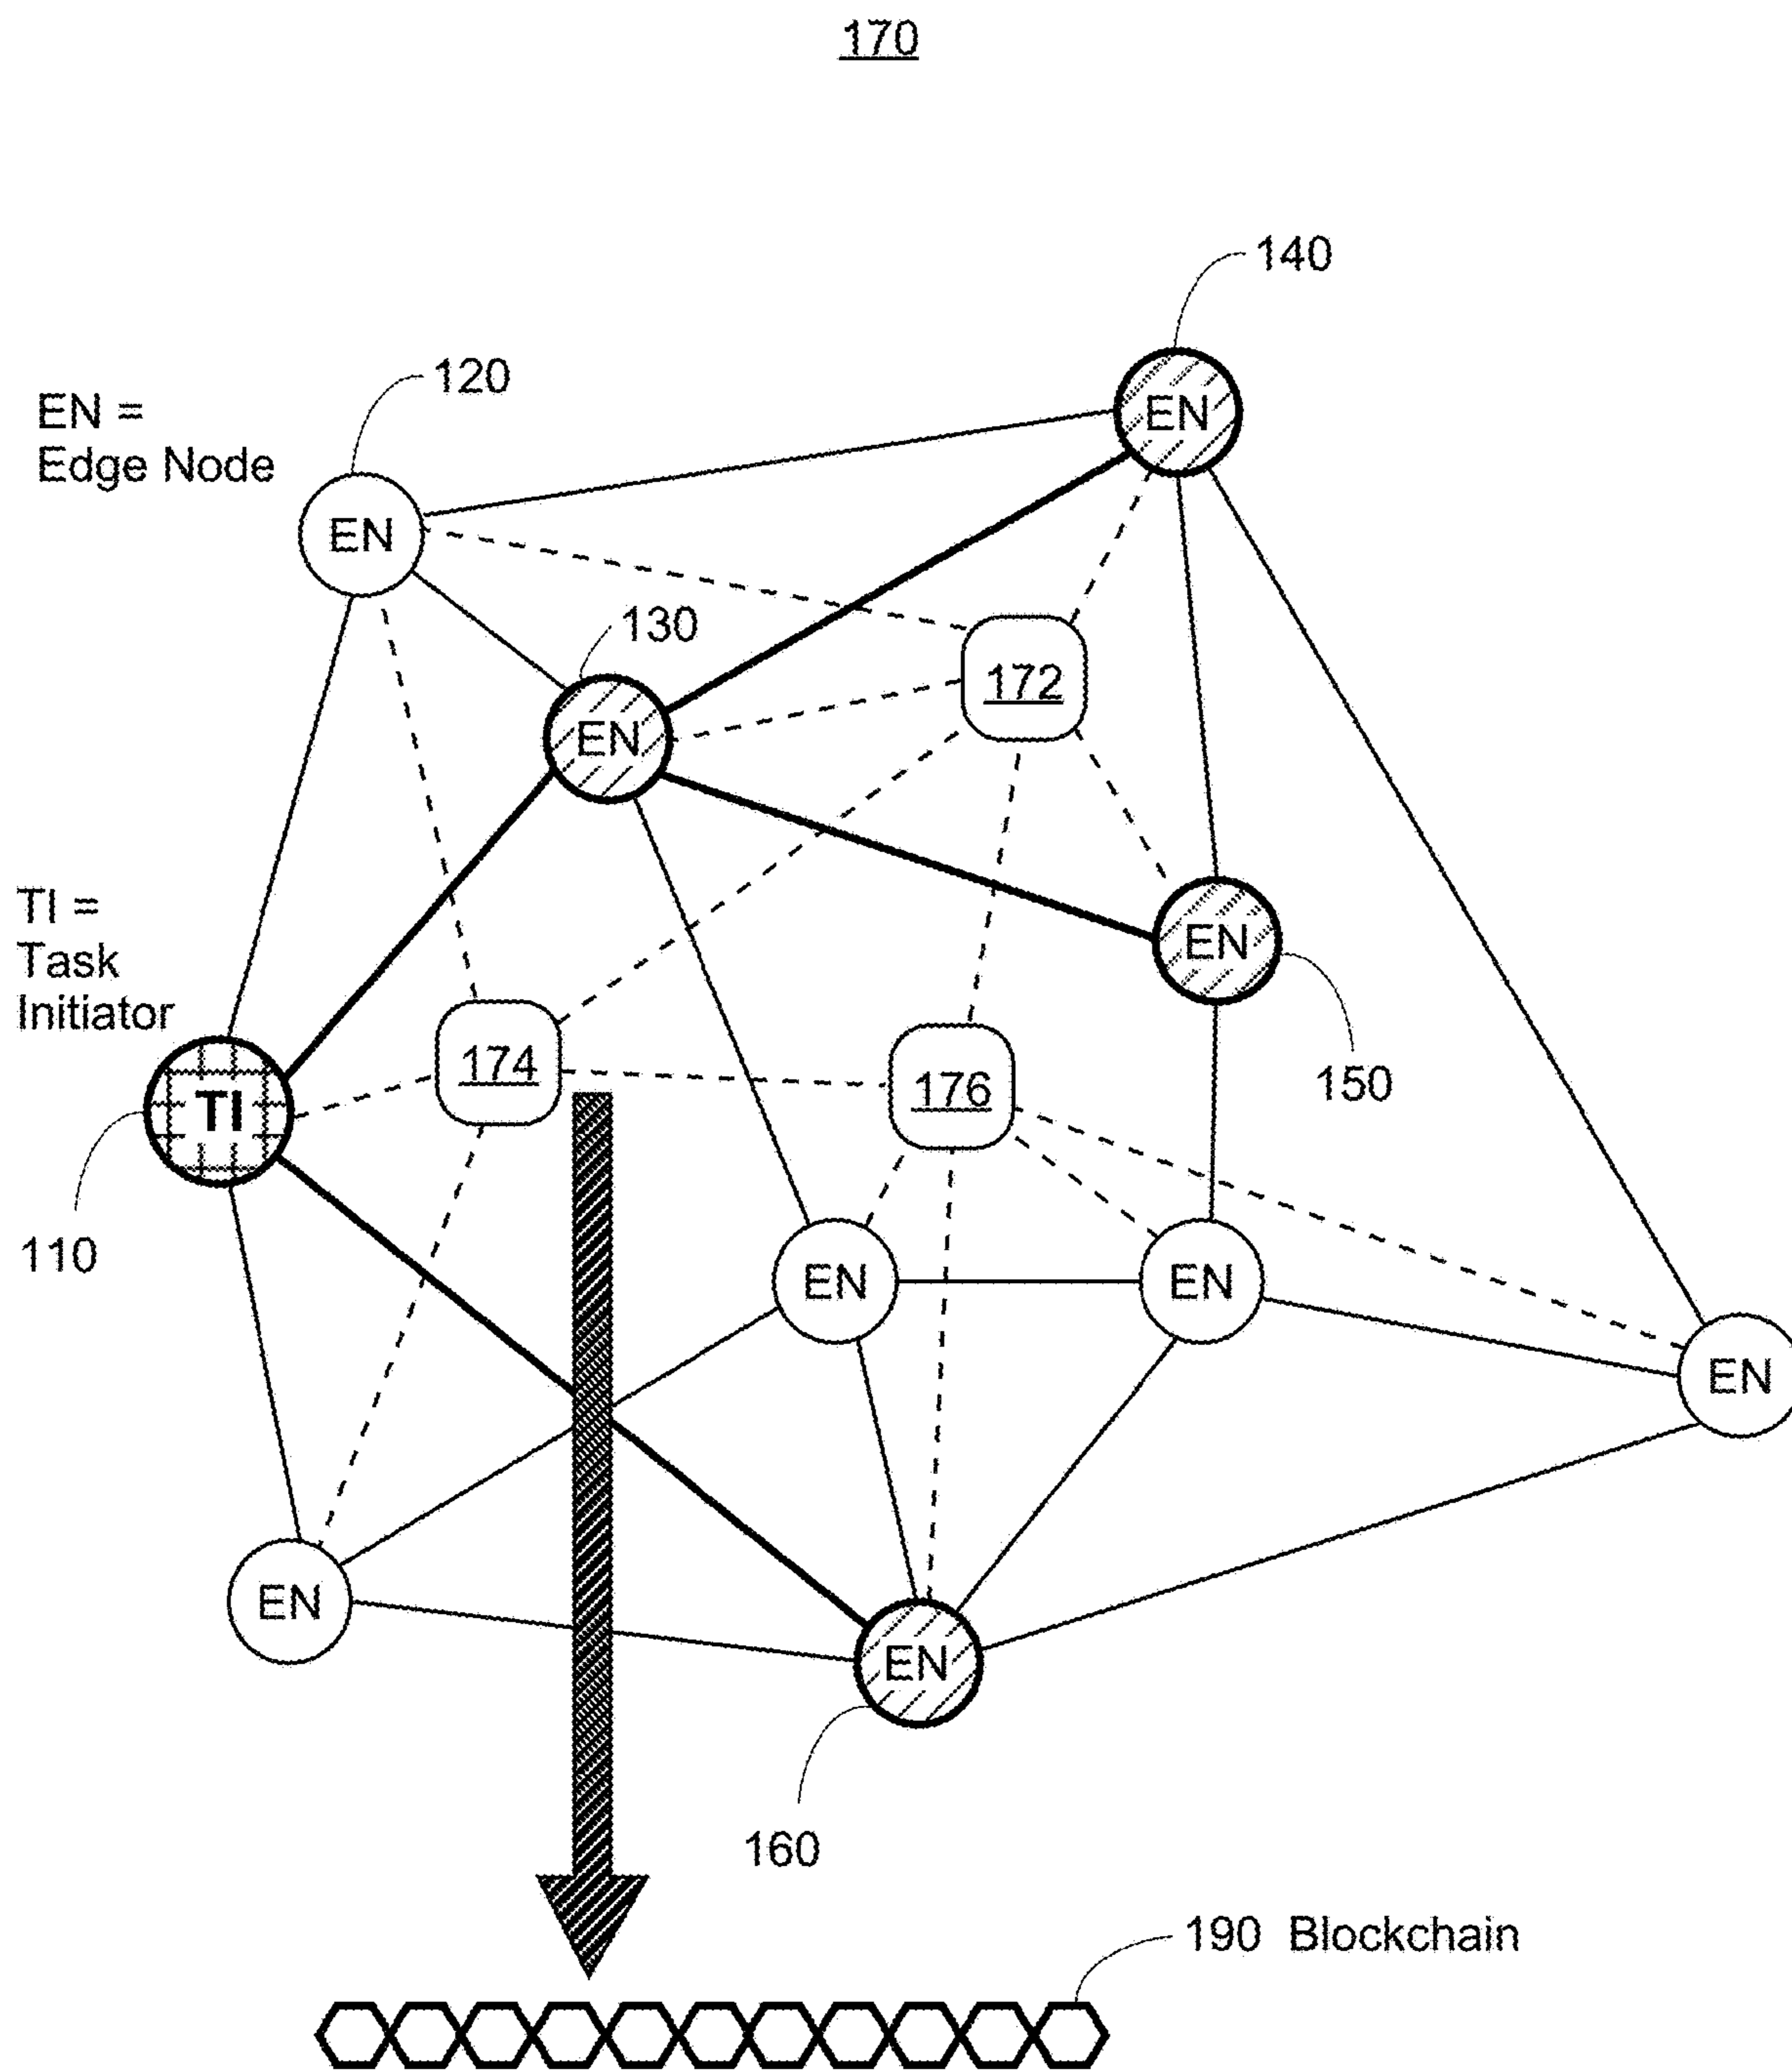 170
140
120
EN =
Edge Node
EN
EN
130
172
EN
TI =
Task
Initiator
EN
150
174
176
TI
110
EN
EN
EN
EN
EN
160
190 Blockchain